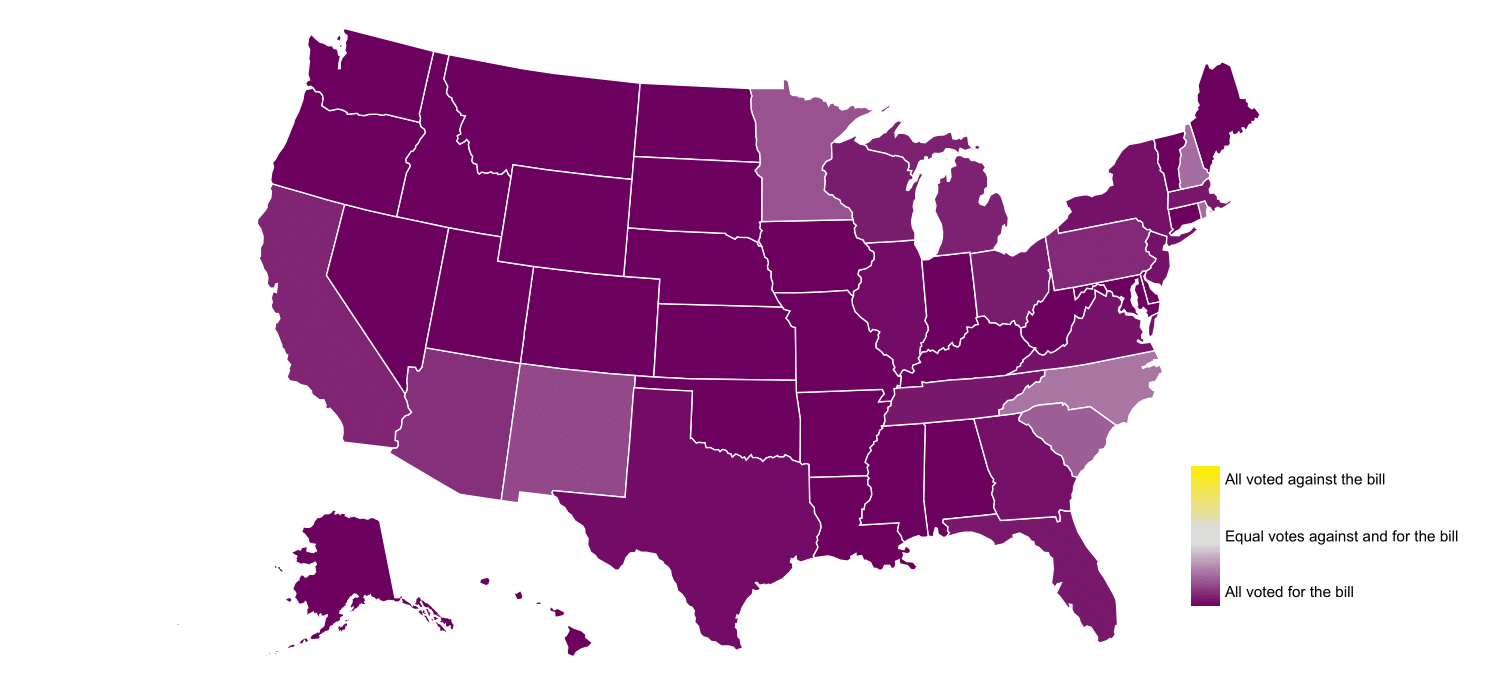 All voted against the bill
Equal votes against and for the bill
All voted for the bill